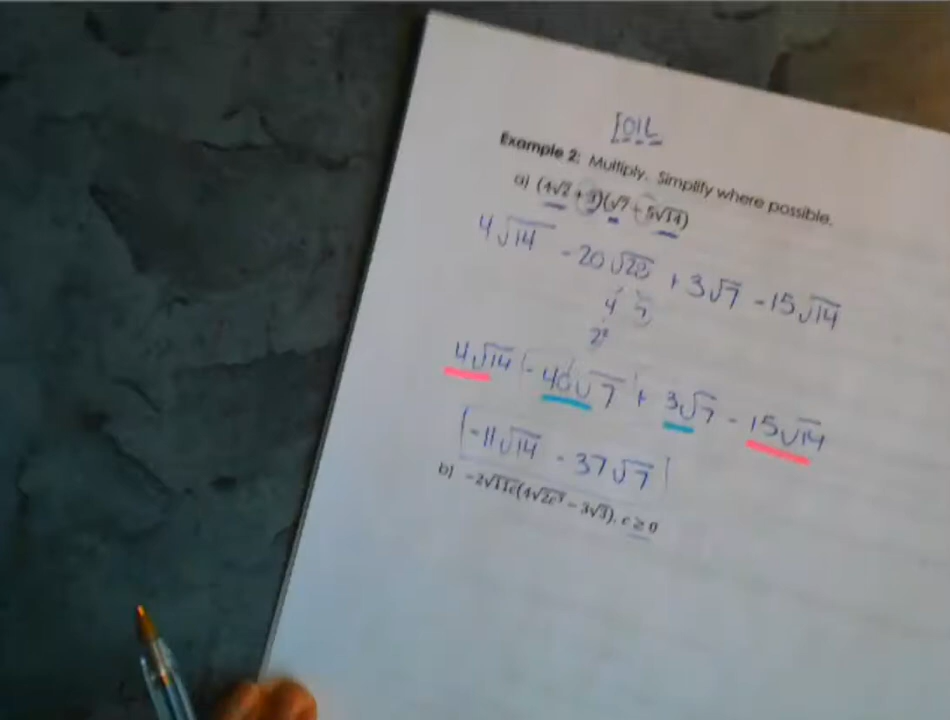 FOIL
Example 2: Multiply. Simplify where possible.
a) (4√2 + 3)(√7 − 5√14)
4√14 - 20√28 + 3√7 - 15√14
4 7
2²
4√14 - 40√7 + 3√7 - 15√14
-11√14 - 37√7
b) −2√11c(4√2c³ − 3√3), c ≥ 0